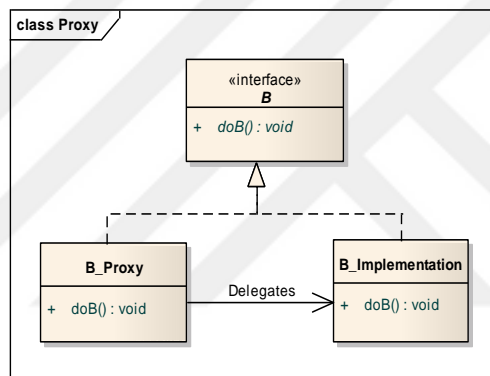 class Proxy
«interface»
B
+ doB() : void
B_Proxy
+ doB() : void
Delegates
B_Implementation
+ doB() : void